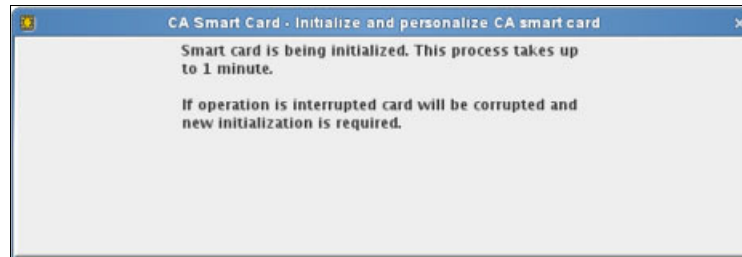 CA Smart Card - Initialize and personalize CA smart card
Smart card is being initialized. This process takes up
to 1 minute.
If operation is interrupted card will be corrupted and
new initialization is required.